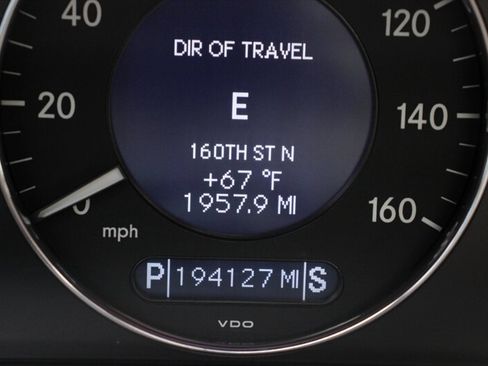 40
120
DIR OF TRAVEL
20
E
140
160TH ST N
+67 °F
1957.9 MI
0
160
mph
P 194127 MI S
VDO